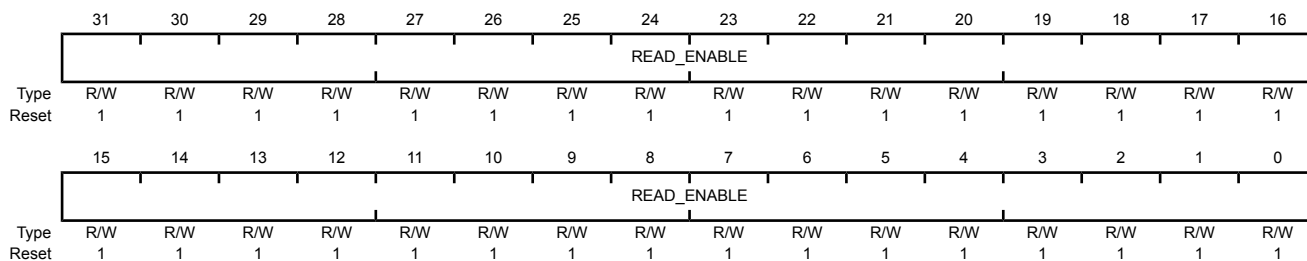 31 30 29 28 27 26 25 24 23 22 21 20 19 18 17 16
READ_ENABLE
Type R/W R/W R/W R/W R/W R/W R/W R/W R/W R/W R/W R/W R/W R/W R/W R/W
Reset 1 1 1 1 1 1 1 1 1 1 1 1 1 1 1 1
15 14 13 12 11 10 9 8 7 6 5 4 3 2 1 0
READ_ENABLE
Type R/W R/W R/W R/W R/W R/W R/W R/W R/W R/W R/W R/W R/W R/W R/W R/W
Reset 1 1 1 1 1 1 1 1 1 1 1 1 1 1 1 1